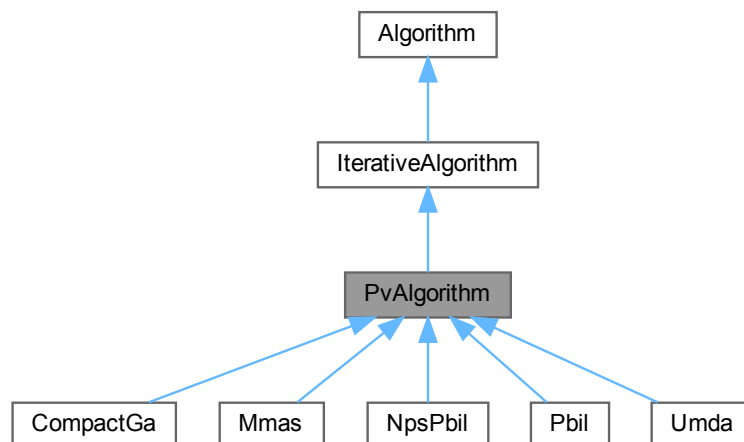 Algorithm
IterativeAlgorithm
PvAlgorithm
CompactGa
Mmas
NpsPbil
Pbil
Umda